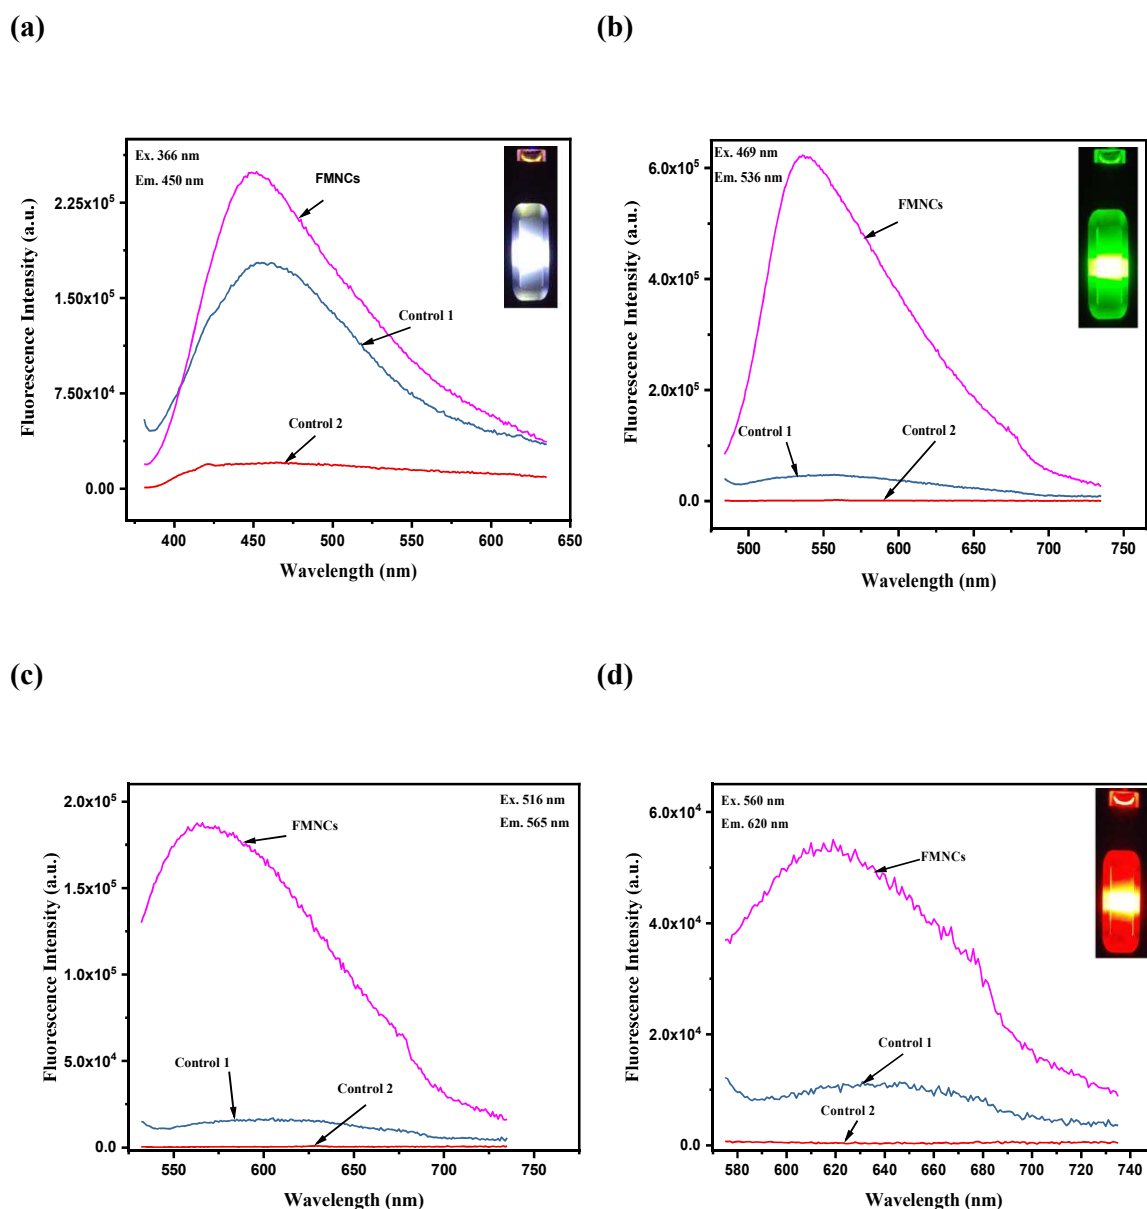 (a)
(b)
Ex. 366 nm
Em. 450 nm
FMNCs
Control 1
Control 2
2.25x10⁵
1.50x10⁵
7.50x10⁴
0.00
Fluorescence Intensity (a.u.)
400 450 500 550 600 650
Wavelength (nm)
Ex. 469 nm
Em. 536 nm
FMNCs
Control 1
Control 2
6.0x10⁵
4.0x10⁵
2.0x10⁵
0.0
Fluorescence Intensity (a.u.)
500 550 600 650 700 750
Wavelength (nm)
(c)
(d)
Ex. 516 nm
Em. 565 nm
FMNCs
Control 1
Control 2
2.0x10⁵
1.5x10⁵
1.0x10⁵
5.0x10⁴
0.0
Fluorescence Intensity (a.u.)
550 600 650 700 750
Wavelength (nm)
Ex. 560 nm
Em. 620 nm
FMNCs
Control 1
Control 2
6.0x10⁴
4.0x10⁴
2.0x10⁴
0.0
Fluorescence Intensity (a.u.)
580 600 620 640 660 680 700 720 740
Wavelength (nm)